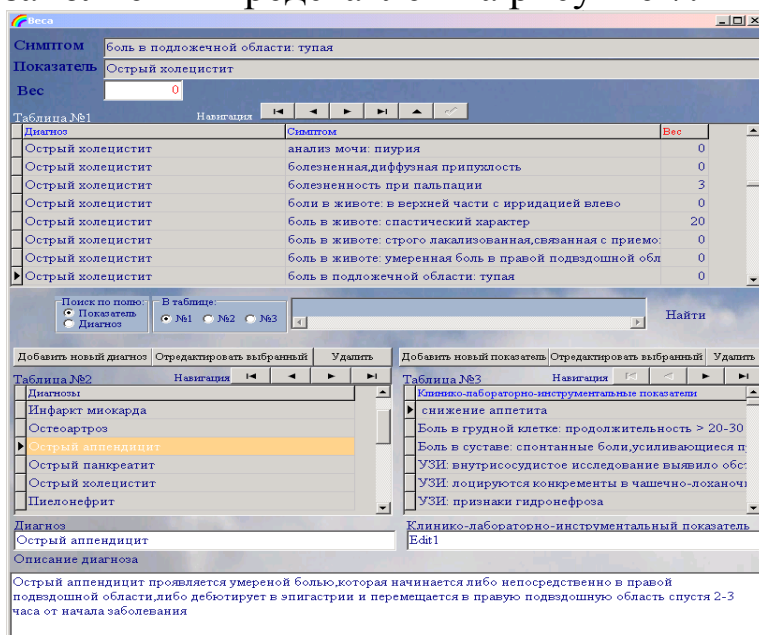 Веса
Симптом боль в подложечной области: тупая
Показатель Острый холецистит
Вес 0
Таблица №1 Навигация
Диагноз Симптом Вес
Острый холецистит анализ мочи: пиурия 0
Острый холецистит болезненная,диффузная припухлость 0
Острый холецистит болезненность при пальпации 3
Острый холецистит боли в животе: в верхней части с ирридацией влево 0
Острый холецистит боль в животе: спастический характер 20
Острый холецистит боль в животе: строго лакализованная,связанная с приемо: 0
Острый холецистит боль в животе: умеренная боль в правой подвздошной обл 0
Острый холецистит боль в подложечной области: тупая 0
Поиск по полю: В таблице:
Показатель №1 №2 №3 Найти
Диагноз
Добавить новый диагноз Отредактировать выбранный Удалить Добавить новый показатель Отредактировать выбранный Удалить
Таблица №2 Навигация Таблица №3 Навигация
Диагнозы Клинико-лабораторно-инструментальные показатели
Инфаркт миокарда снижение аппетита
Остеоартроз Боль в грудной клетке: продолжительность > 20-30
Острый аппендицит Боль в суставе: спонтанные боли,усиливающиеся п
Острый панкреатит УЗИ: внутрисосудистое исследование выявило обс
Острый холецистит УЗИ: лоцируются конкременты в чашечно-лоханоч
Пиелонефрит УЗИ: признаки гидронефроза
Диагноз Клинико-лабораторно-инструментальный показатель
Острый аппендицит Edit1
Описание диагноза
Острый аппендицит проявляется умереной болью,которая начинается либо непосредственно в правой
подвздошной области,либо дебютирует в эпигастрии и перемещается в правую подвздошную область спустя 2-3
часа от начала заболевания